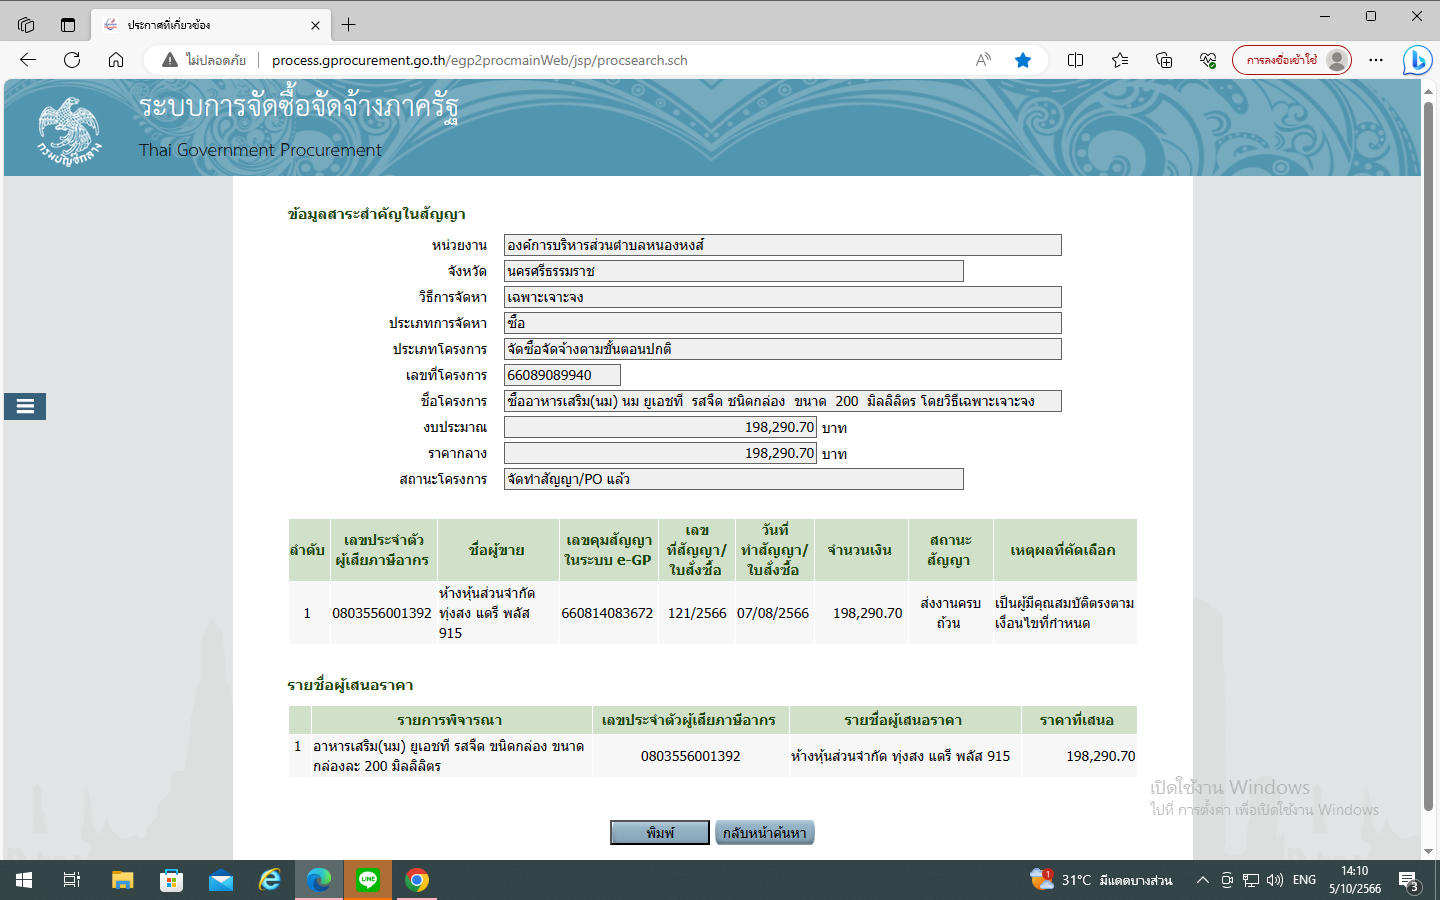 ประกาศที่เกี่ยวข้อง
ไม่ปลอดภัย process.gprocurement.go.th/egp2procmainWeb/jsp/procsearch.sch
การลงชื่อเข้าใช้
ระบบการจัดซื้อจัดจ้างภาครัฐ
Thai Government Procurement
กรมบัญชีกลาง
ข้อมูลสาระสำคัญในสัญญา
หน่วยงาน องค์การบริหารส่วนตำบลหนองหงส์
จังหวัด นครศรีธรรมราช
วิธีการจัดหา เฉพาะเจาะจง
ประเภทการจัดหา ซื้อ
ประเภทโครงการ จัดซื้อจัดจ้างตามขั้นตอนปกติ
เลขที่โครงการ 66089089940
ชื่อโครงการ ซื้ออาหารเสริม(นม) นม ยูเอชที รสจืด ชนิดกล่อง ขนาด 200 มิลลิลิตร โดยวิธีเฉพาะเจาะจง
งบประมาณ 198,290.70 บาท
ราคากลาง 198,290.70 บาท
สถานะโครงการ จัดทำสัญญา/PO แล้ว
ลำดับ
เลขประจำตัว
ผู้เสียภาษีอากร
ชื่อผู้ขาย
เลขคุมสัญญา
ในระบบ e-GP
เลข
ที่สัญญา/
ใบสั่งซื้อ
วันที่
ทำสัญญา/
ใบสั่งซื้อ
จำนวนเงิน
สถานะ
สัญญา
เหตุผลที่คัดเลือก
1
0803556001392
ห้างหุ้นส่วนจำกัด
ทุ่งสง แดรี่ พลัส
915
660814083672
121/2566
07/08/2566
198,290.70
ส่งงานครบ
ถ้วน
เป็นผู้มีคุณสมบัติตรงตาม
เงื่อนไขที่กำหนด
รายชื่อผู้เสนอราคา
รายการพิจารณา เลขประจำตัวผู้เสียภาษีอากร รายชื่อผู้เสนอราคา ราคาที่เสนอ
1
อาหารเสริม(นม) ยูเอชที รสจืด ชนิดกล่อง ขนาด
กล่องละ 200 มิลลิลิตร
0803556001392
ห้างหุ้นส่วนจำกัด ทุ่งสง แดรี่ พลัส 915
198,290.70
เปิดใช้งาน Windows
ไปที่ การตั้งค่า เพื่อเปิดใช้งาน Windows
พิมพ์ กลับหน้าค้นหา
LINE
1
31°C มีแดดบางส่วน
ENG
14:10
5/10/2566
3